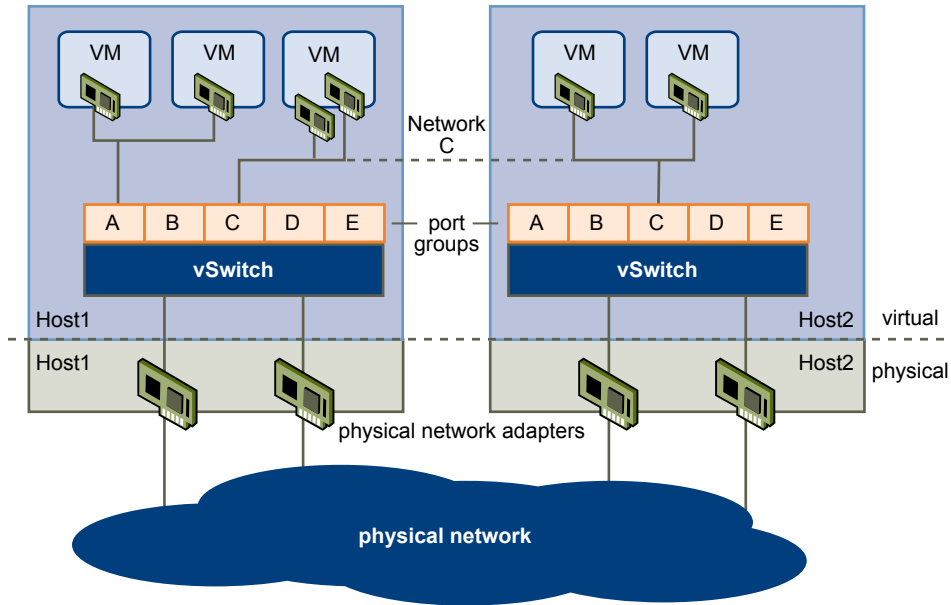 VM
VM
VM
VM
VM
Network
C
A B C D E
port
groups
A B C D E
vSwitch
vSwitch
Host1
Host2
virtual
Host1
Host2
physical
physical network adapters
physical network